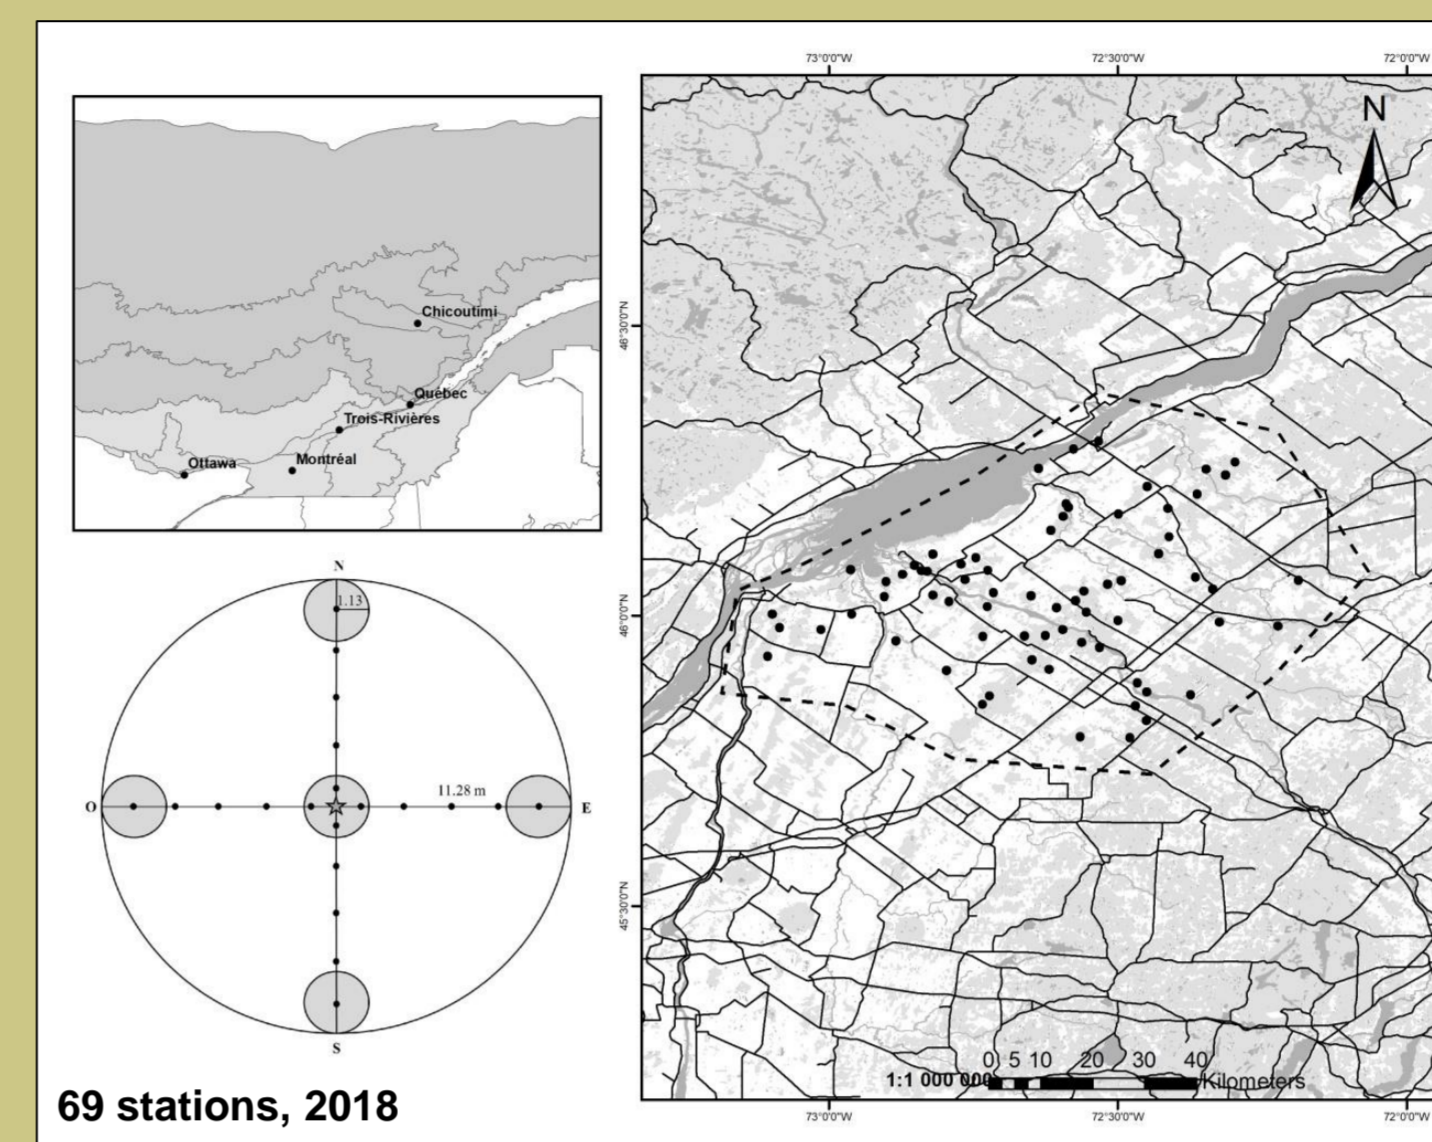 73°0'0"W 72°30'0"W 72°0'0"W
N
Chicoutimi
Québec
Trois-Rivières
Montréal
Ottawa
46°30'0"N
46°0'0"N
45°30'0"N
N
1.13
O
11.28 m
E
S
0 5 10 20 30 40
1:1 000 000
Kilometers
69 stations, 2018
73°0'0"W 72°30'0"W 72°0'0"W